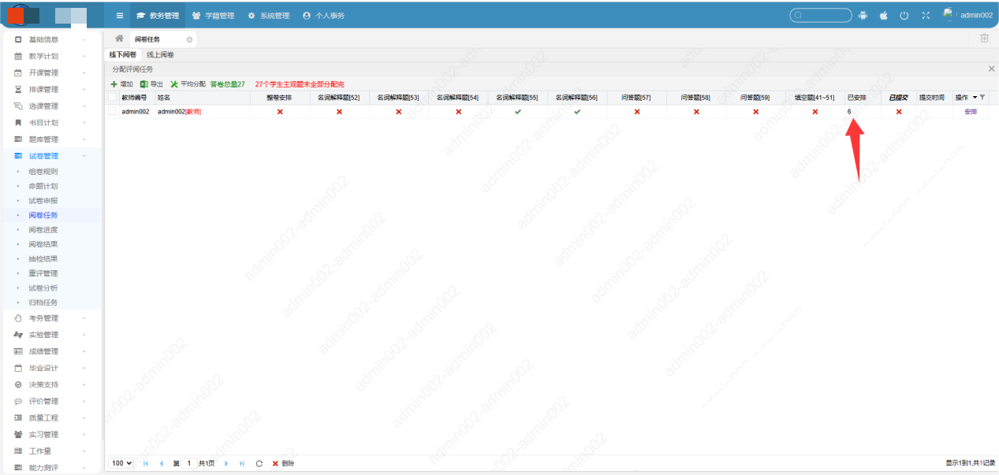 教务管理 学籍管理 系统管理 个人事务 admin002
基础信息
教学计划
开课管理
排课管理
选课管理
书目计划
题库管理
试卷管理
组卷规则
命题计划
试卷申报
阅卷任务
阅卷进度
阅卷结果
抽检结果
重评管理
试卷分析
归档任务
考务管理
实验管理
成绩管理
毕业设计
决策支持
评价管理
质量工程
实习管理
工作量
能力测评
阅卷任务
线下阅卷 线上阅卷
分配评阅任务
增加 导出 平均分配 答卷总量27 27个学生主观题未全部分配完
教师编号 姓名 整卷安排 名词解释题[52] 名词解释题[53] 名词解释题[54] 名词解释题[55] 名词解释题[56] 问答题[57] 问答题[58] 问答题[59] 填空题[41~51] 已安排 已提交 提交时间 操作
admin002 admin002[教师] 6 安排
100 第 1 共1页 删除 显示1到1,共1记录
admin002-admin002